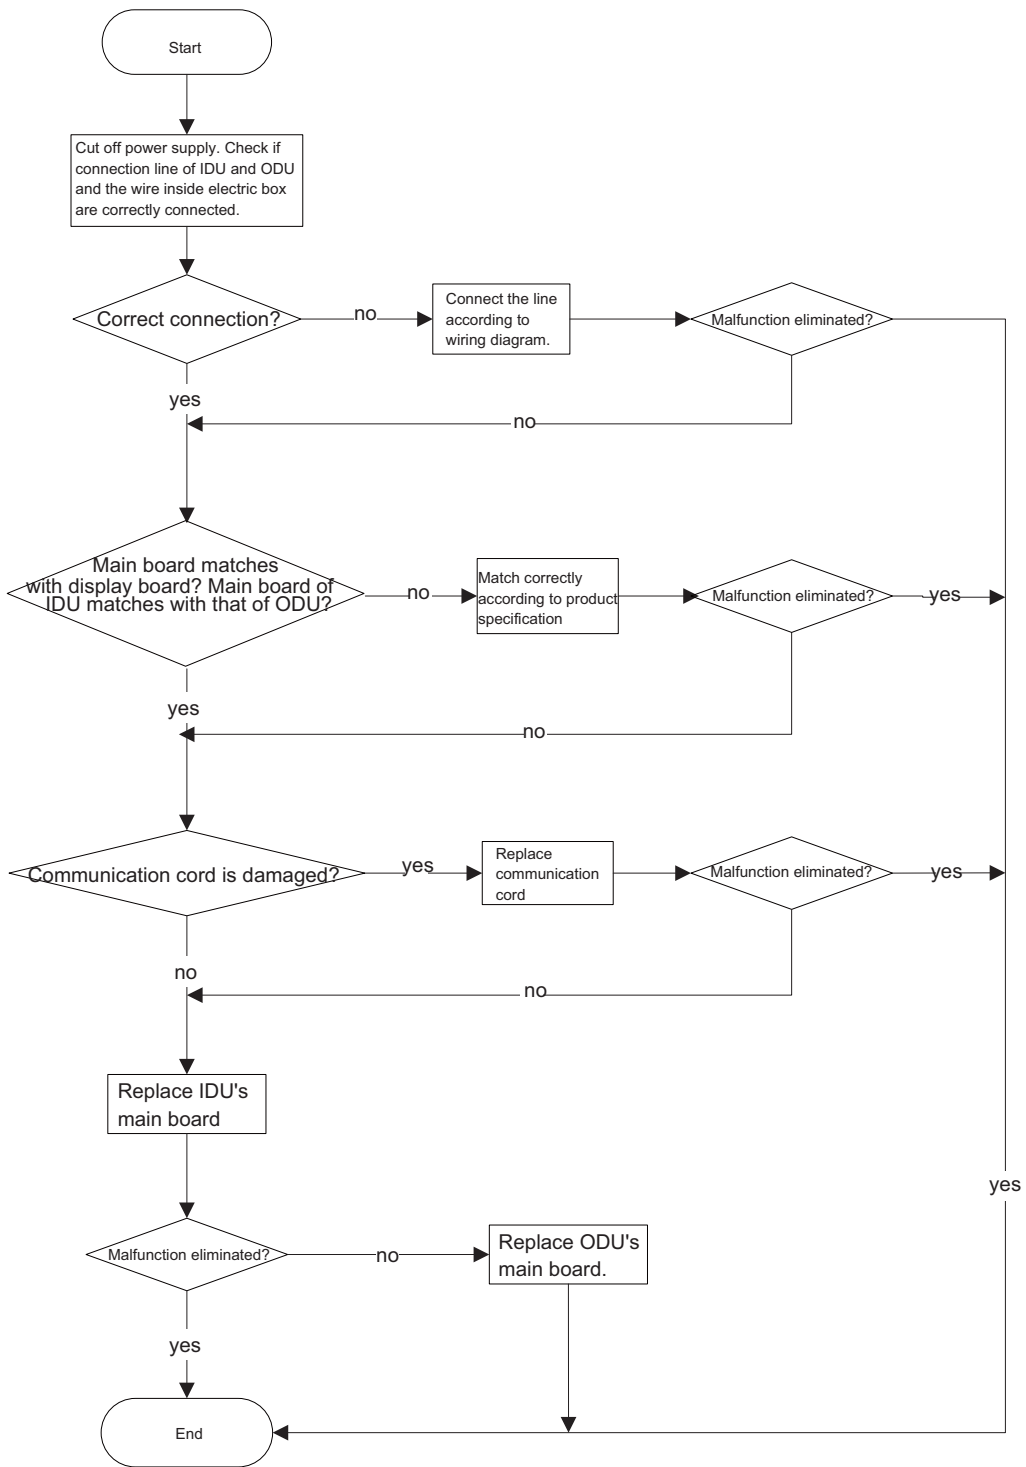 Start
Cut off power supply. Check if
connection line of IDU and ODU
and the wire inside electric box
are correctly connected.
Correct connection?
no
Connect the line
according to
wiring diagram.
Malfunction eliminated?
yes
no
Main board matches
with display board? Main board of
IDU matches with that of ODU?
no
Match correctly
according to product
specification
Malfunction eliminated?
yes
yes
no
Communication cord is damaged?
yes
Replace
communication
cord
Malfunction eliminated?
yes
no
no
Replace IDU's
main board
yes
Malfunction eliminated?
no
Replace ODU's
main board.
yes
End